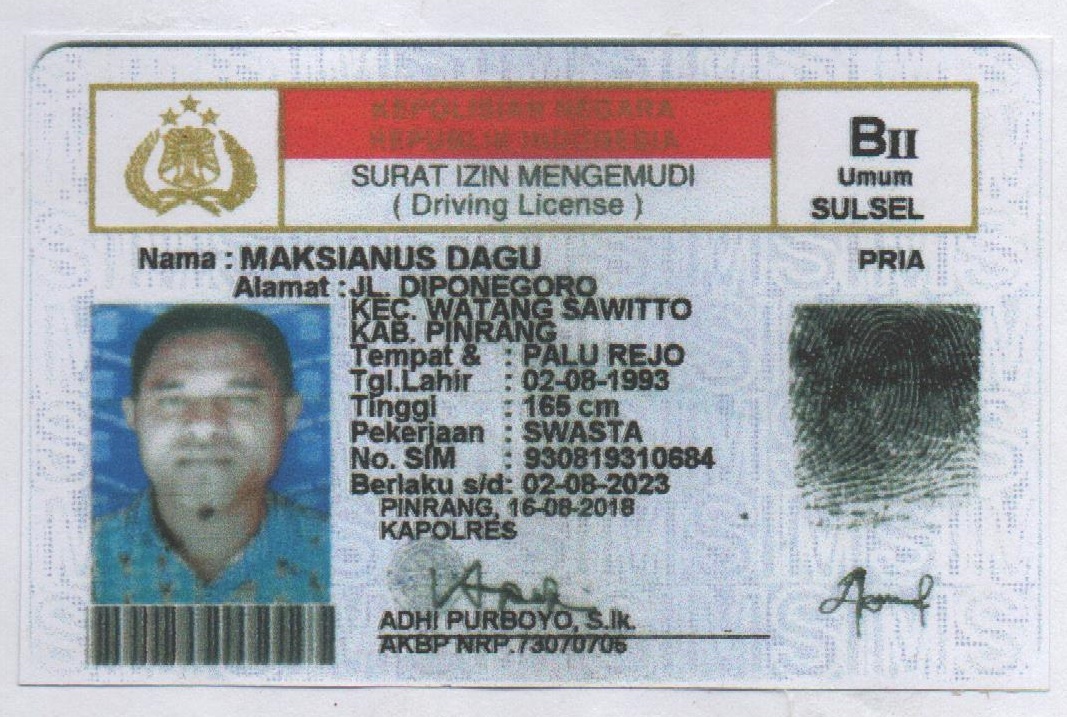 KEPOLISIAN NEGARA
REPUBLIK INDONESIA
SURAT IZIN MENGEMUDI
( Driving License )
BII
Umum
SULSEL
Nama : MAKSIANUS DAGU
PRIA
Alamat : JL. DIPONEGORO
KEC. WATANG SAWITTO
KAB. PINRANG
Tempat & : PALU REJO
Tgl.Lahir : 02-08-1993
Tinggi : 165 cm
Pekerjaan : SWASTA
No. SIM : 930819310684
Berlaku s/d: 02-08-2023
PINRANG, 16-08-2018
KAPOLRES
ADHI PURBOYO, S.Ik.
AKBP NRP.73070706